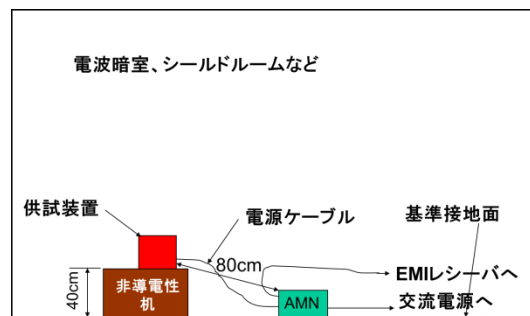 電波暗室、シールドルームなど
供試装置
電源ケーブル
基準接地面
80cm
40cm
非導電性
机
AMN
EMIレシーバへ
交流電源へ